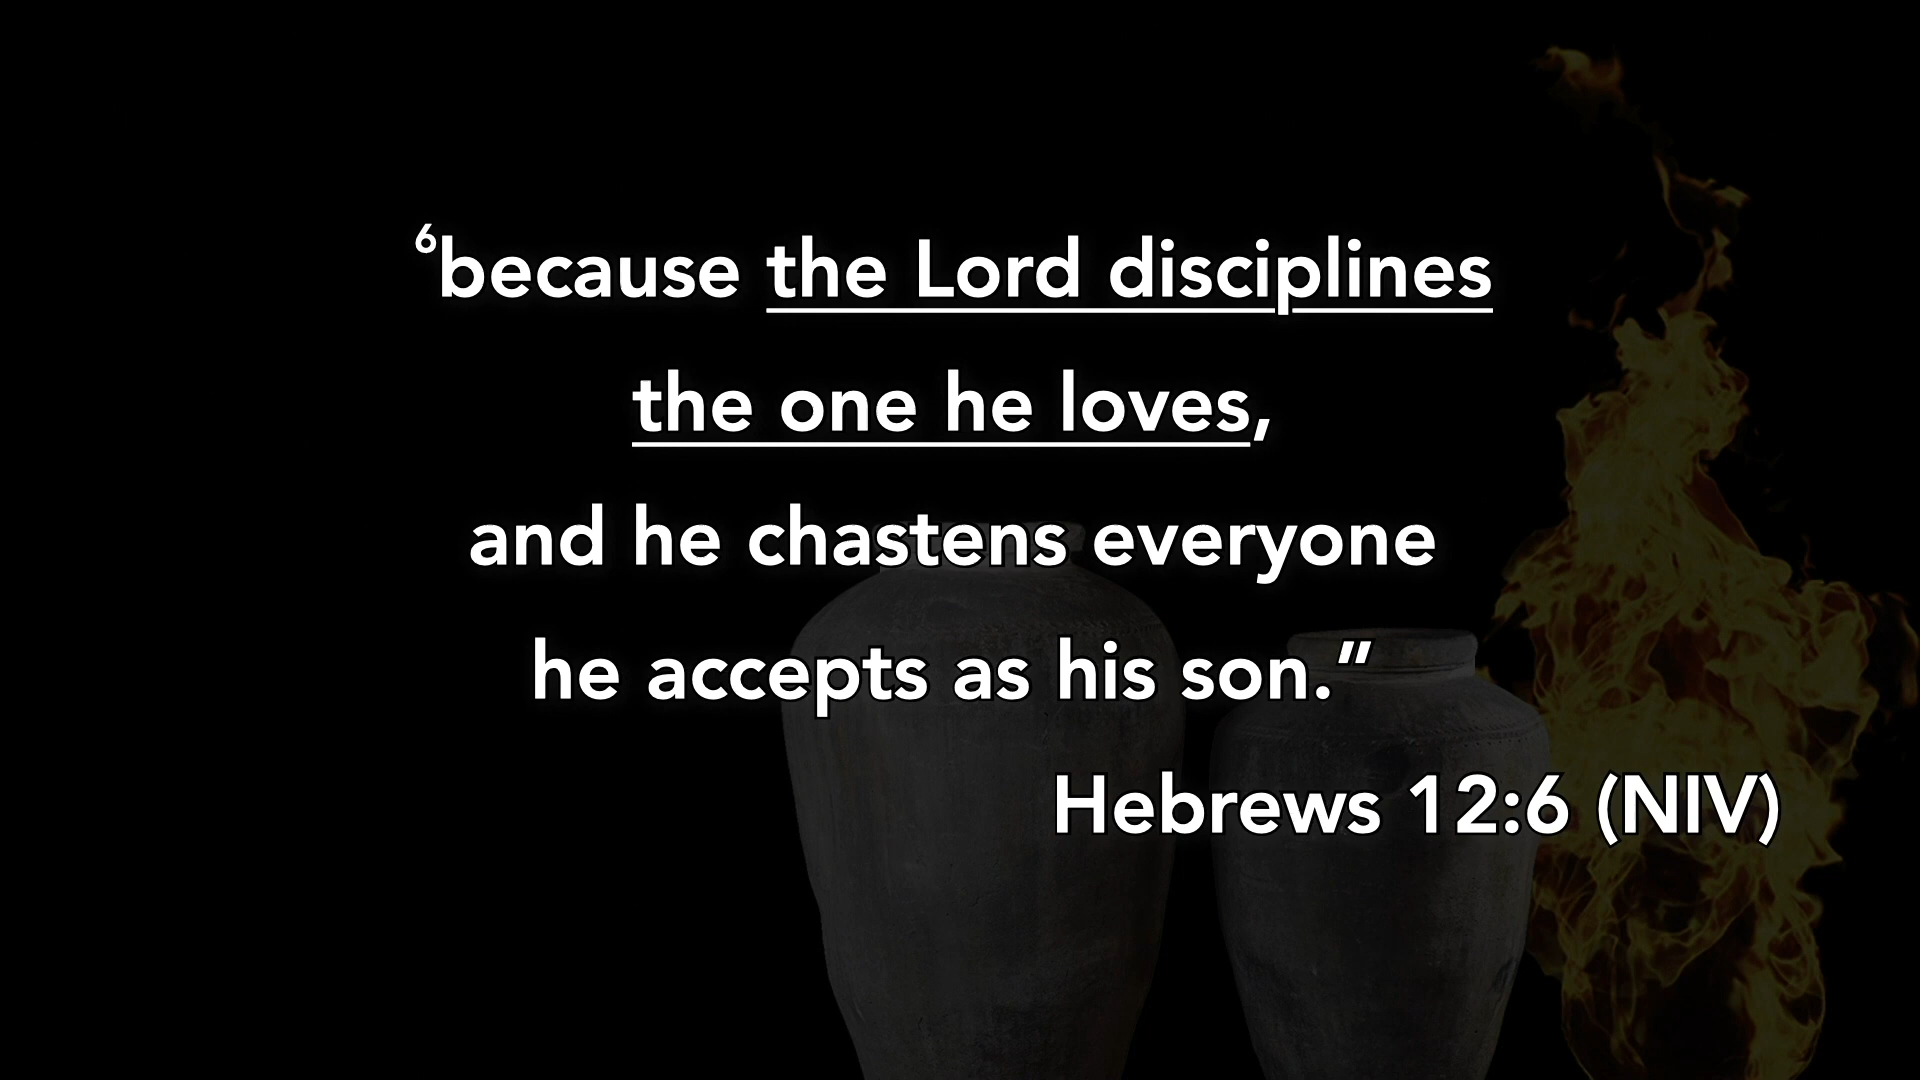 ⁶because the Lord disciplines
the one he loves,
and he chastens everyone
he accepts as his son.”
Hebrews 12:6 (NIV)